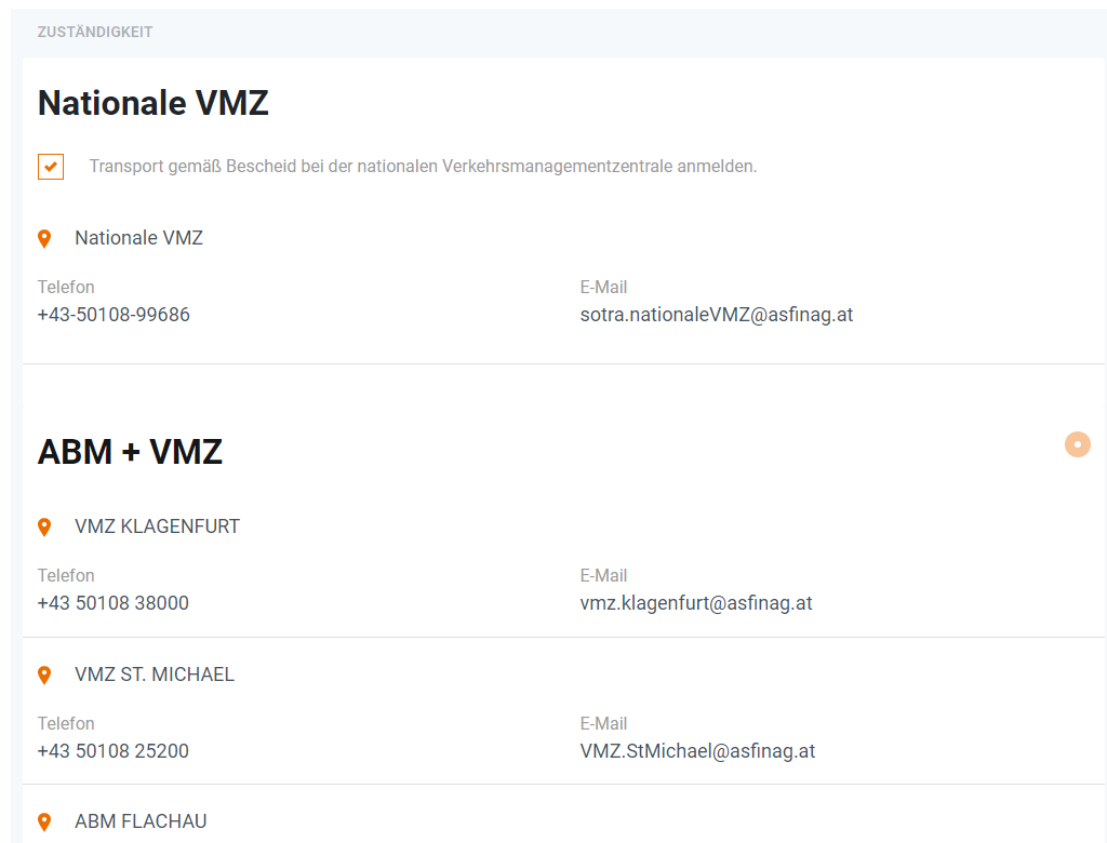 ZUSTÄNDIGKEIT
Nationale VMZ
Transport gemäß Bescheid bei der nationalen Verkehrsmanagementzentrale anmelden.
Nationale VMZ
Telefon
E-Mail
+43-50108-99686
sotra.nationaleVMZ@asfinag.at
ABM + VMZ
VMZ KLAGENFURT
Telefon
E-Mail
+43 50108 38000
vmz.klagenfurt@asfinag.at
VMZ ST. MICHAEL
Telefon
E-Mail
+43 50108 25200
VMZ.StMichael@asfinag.at
ABM FLACHAU